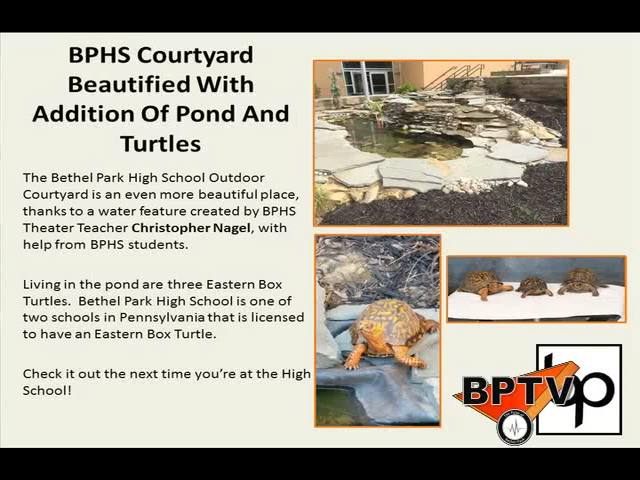 BPHS Courtyard
Beautified With
Addition Of Pond And
Turtles
The Bethel Park High School Outdoor
Courtyard is an even more beautiful place,
thanks to a water feature created by BPHS
Theater Teacher Christopher Nagel, with
help from BPHS students.
Living in the pond are three Eastern Box
Turtles.  Bethel Park High School is one of
two schools in Pennsylvania that is licensed
to have an Eastern Box Turtle.
Check it out the next time you're at the High
School!
BPTV
bp